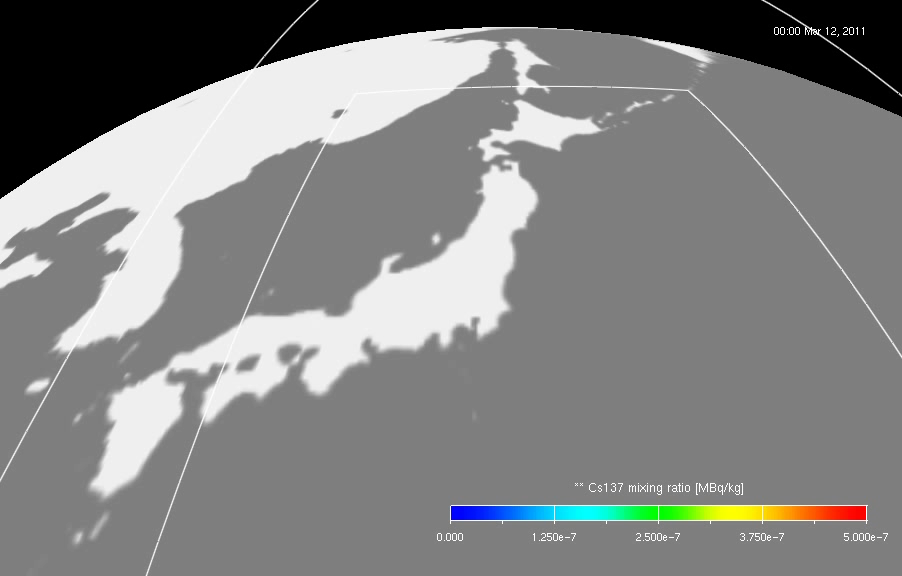 00:00 Mar 12, 2011
** Cs137 mixing ratio [MBq/kg]
0.000 1.250e-7 2.500e-7 3.750e-7 5.000e-7